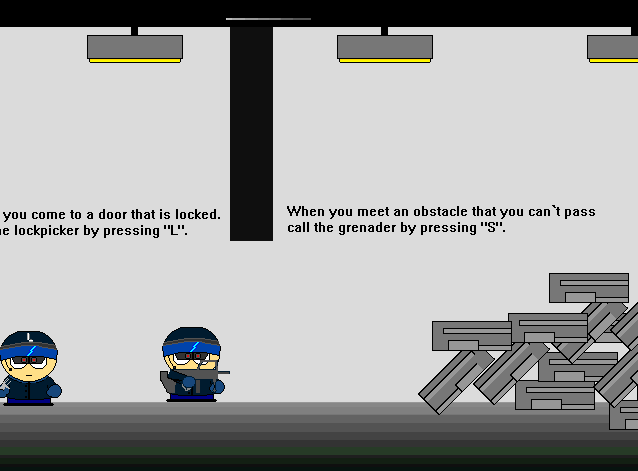 you come to a door that is locked.
lockpicker by pressing "L".
When you meet an obstacle that you can`t pass
call the grenader by pressing "S".
L